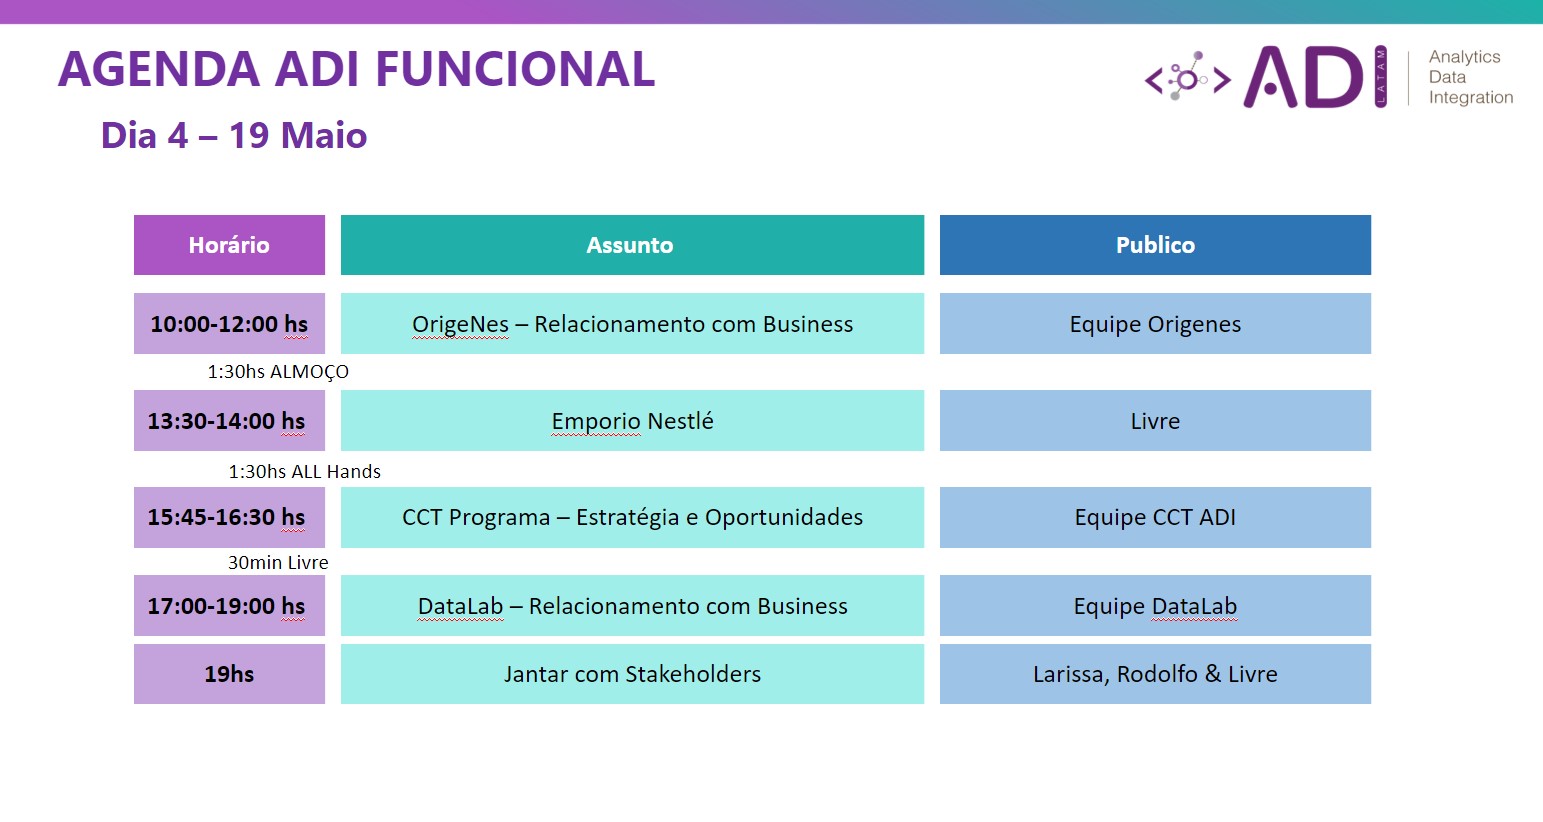 AGENDA ADI FUNCIONAL
Dia 4 – 19 Maio
ADI
LATAM
Analytics
Data
Integration
Horário Assunto Publico
10:00-12:00 hs OrigeNes – Relacionamento com Business Equipe Origenes
1:30hs ALMOÇO
13:30-14:00 hs Emporio Nestlé Livre
1:30hs ALL Hands
15:45-16:30 hs CCT Programa – Estratégia e Oportunidades Equipe CCT ADI
30min Livre
17:00-19:00 hs DataLab – Relacionamento com Business Equipe DataLab
19hs Jantar com Stakeholders Larissa, Rodolfo & Livre